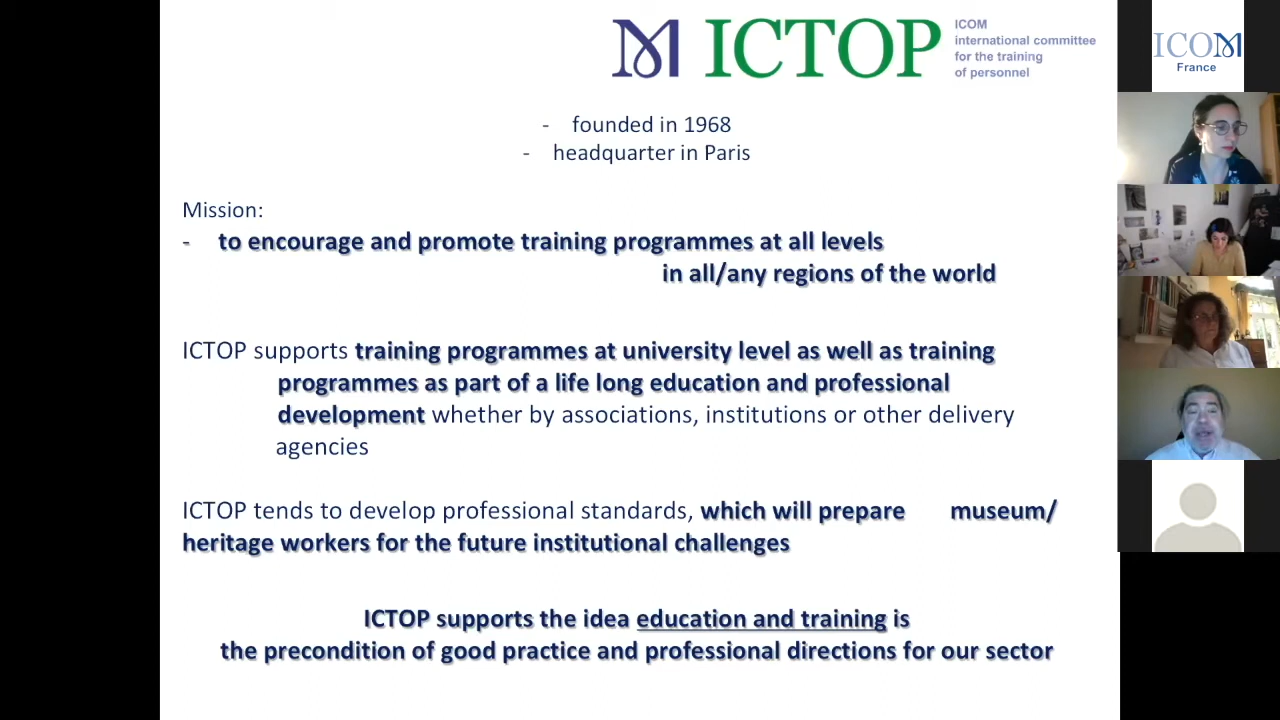 ICTOP
ICOM
international committee
for the training
of personnel
- founded in 1968
- headquarter in Paris
Mission:
- to encourage and promote training programmes at all levels
in all/any regions of the world
ICTOP supports training programmes at university level as well as training
programmes as part of a life long education and professional
development whether by associations, institutions or other delivery
agencies
ICTOP tends to develop professional standards, which will prepare museum/
heritage workers for the future institutional challenges
ICTOP supports the idea education and training is
the precondition of good practice and professional directions for our sector
ICOM
France